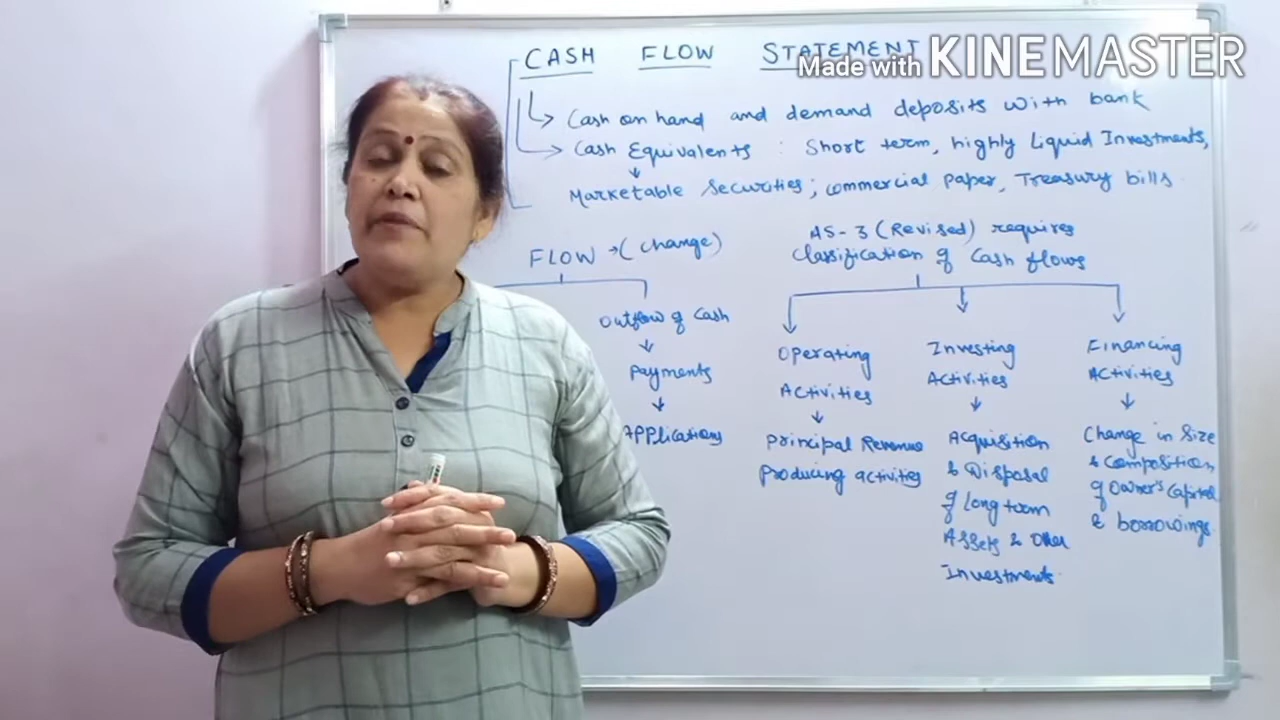 CASH FLOW STATEMENT
Made with KINEMASTER
Cash on hand and demand deposits with bank
Cash Equivalents : Short term, highly Liquid Investments,
Marketable Securities; Commercial paper, Treasury bills
FLOW → (change)
Outflow of Cash
Payments
Applications
AS-3 (Revised) requires
Classification of Cash flows
Operating
Activities
Principal Revenue
Producing activities
Investing
Activities
Acquisition
& Disposal
of long term
Assets & Other
Investments
Financing
Activities
Change in Size
& Composition
of Owner's Capital
& borrowings